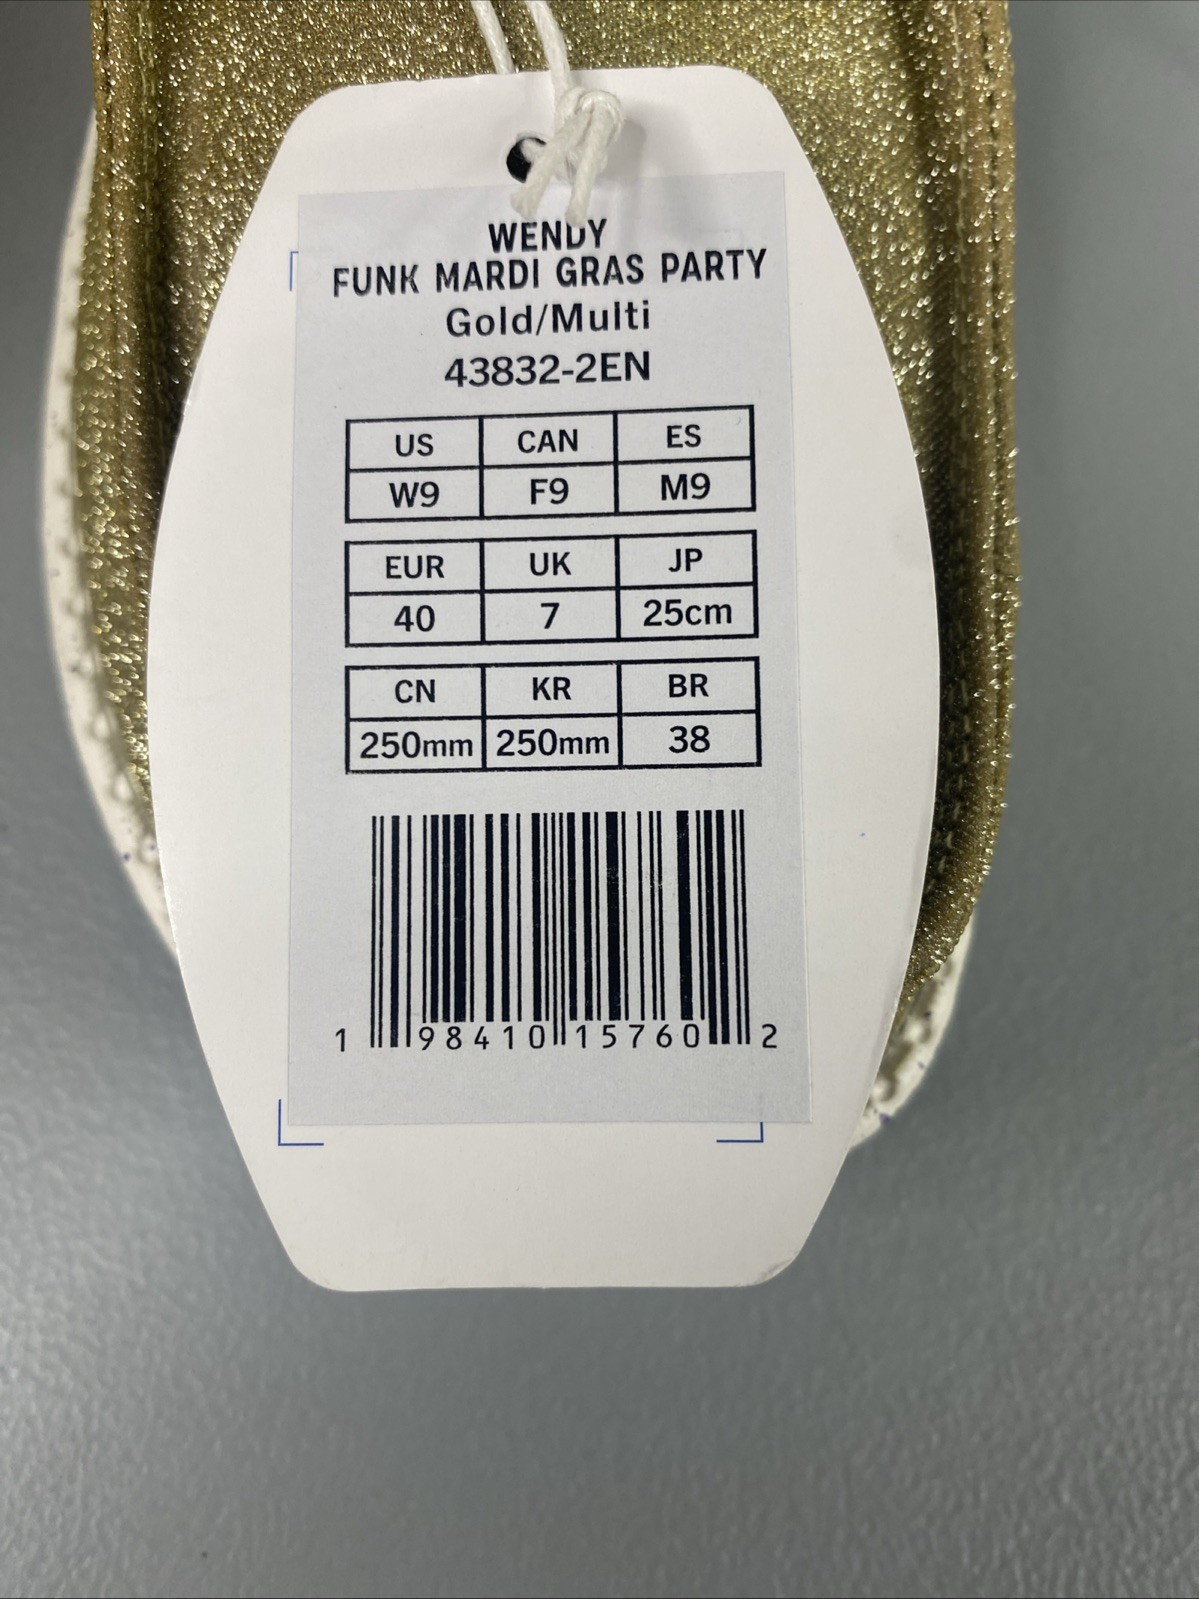 WENDY
FUNK MARDI GRAS PARTY
Gold/Multi
43832-2EN
US CAN ES
W9 F9 M9
EUR UK JP
40 7 25cm
CN KR BR
250mm 250mm 38
1 98410 15760 2